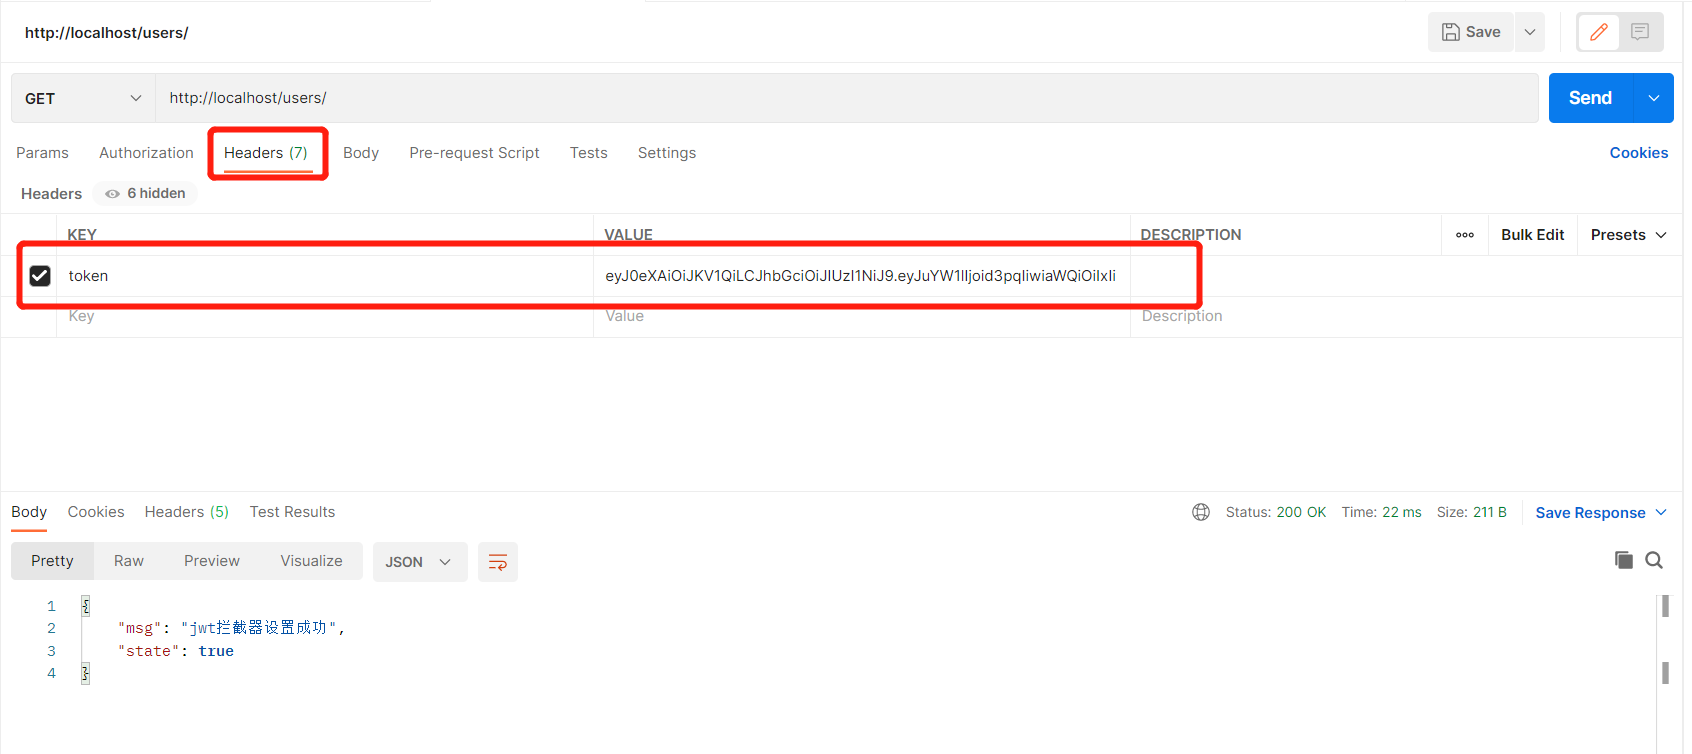 http://localhost/users/
Save
GET
http://localhost/users/
Send
Params Authorization Headers (7) Body Pre-request Script Tests Settings Cookies
Headers 6 hidden
KEY VALUE DESCRIPTION ooo Bulk Edit Presets
token eyJ0eXAiOiJKV1QiLCJhbGciOiJIUzI1NiJ9.eyJuYW1lIjoid3pqIiwiaWQiOiIxIi
Key Value Description
Body Cookies Headers (5) Test Results Status: 200 OK Time: 22 ms Size: 211 B Save Response
Pretty Raw Preview Visualize JSON
1 {
2 "msg": "jwt拦截器设置成功",
3 "state": true
4 }